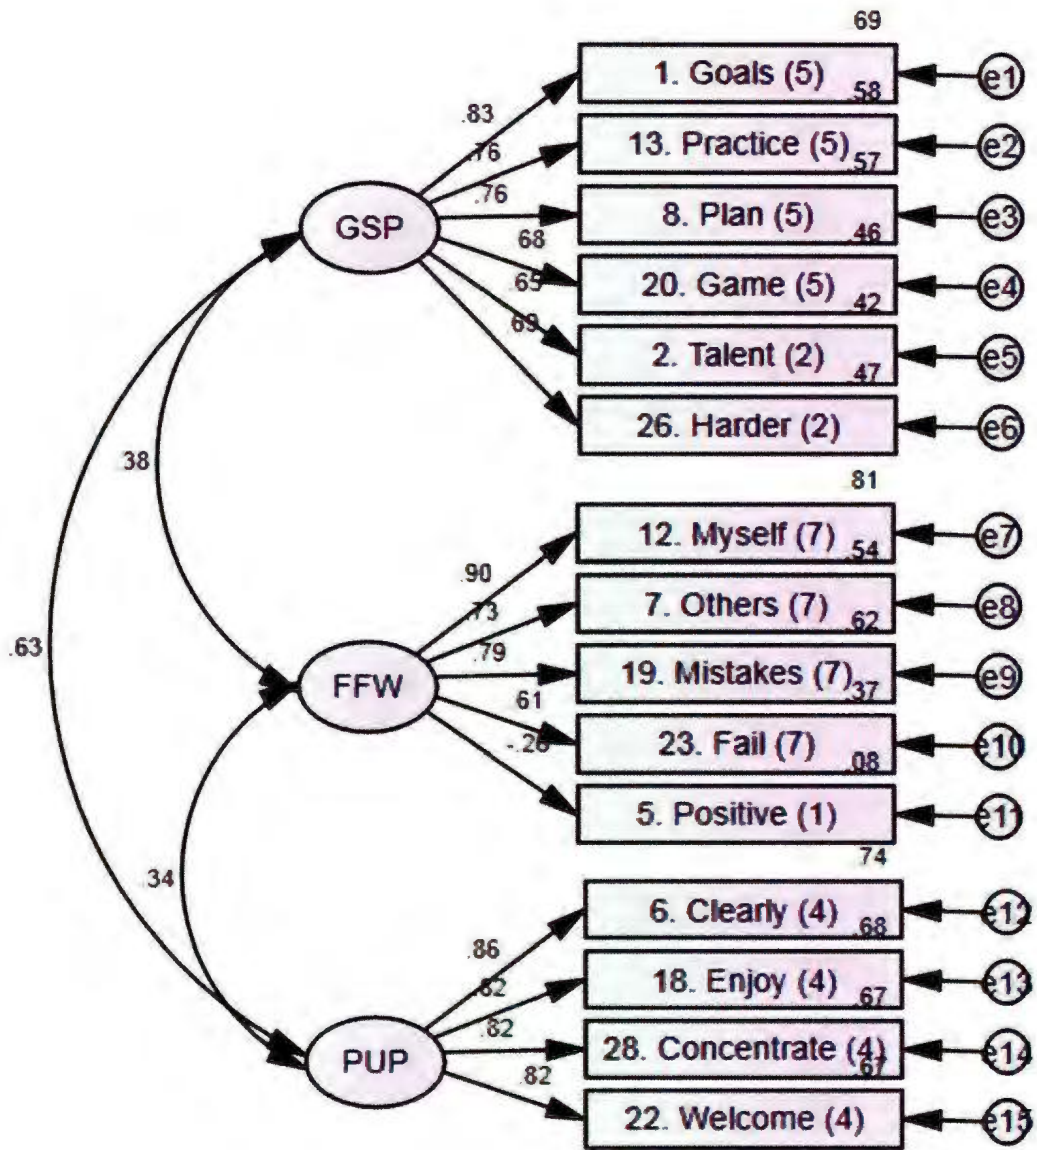 .69
1. Goals (5)
e1
.58
.83
13. Practice (5)
e2
.76
.57
.76
8. Plan (5)
e3
GSP
.46
.68
20. Game (5)
e4
.65
.42
.69
2. Talent (2)
e5
.47
26. Harder (2)
e6
.38
.81
12. Myself (7)
e7
.54
.90
7. Others (7)
e8
.73
.62
.63
.79
19. Mistakes (7)
e9
FFW
.37
.61
23. Fail (7)
e10
.08
5. Positive (1)
e11
.74
.34
6. Clearly (4)
e12
.68
.86
18. Enjoy (4)
e13
.82
.67
.82
28. Concentrate (4)
e14
PUP
.67
.82
22. Welcome (4)
e15